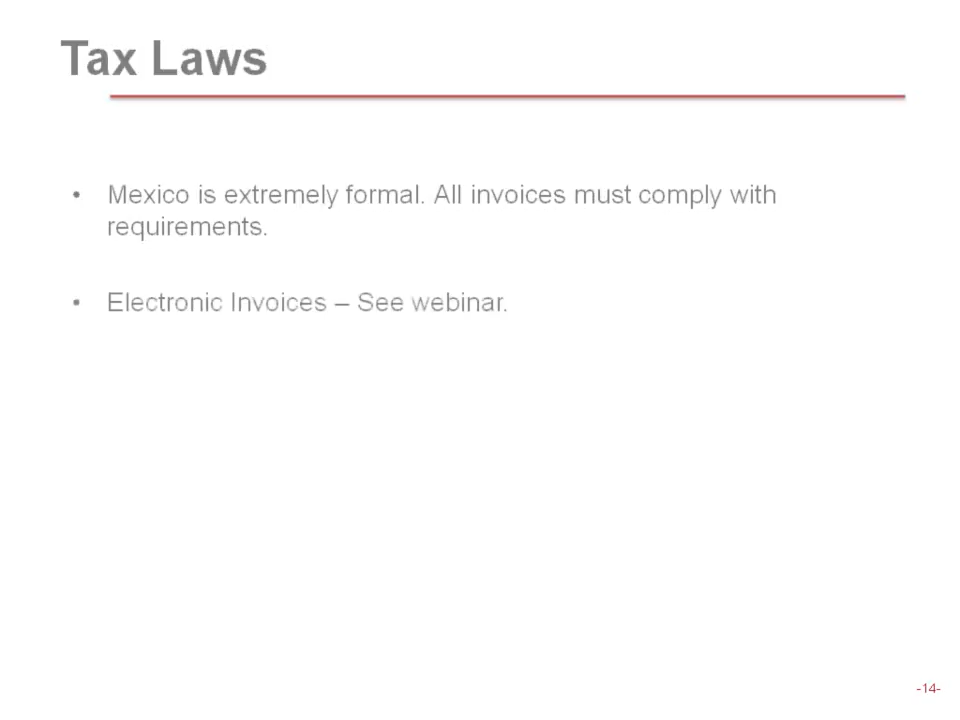 Tax Laws
• Mexico is extremely formal. All invoices must comply with
requirements.
• Electronic Invoices – See webinar.
-14-